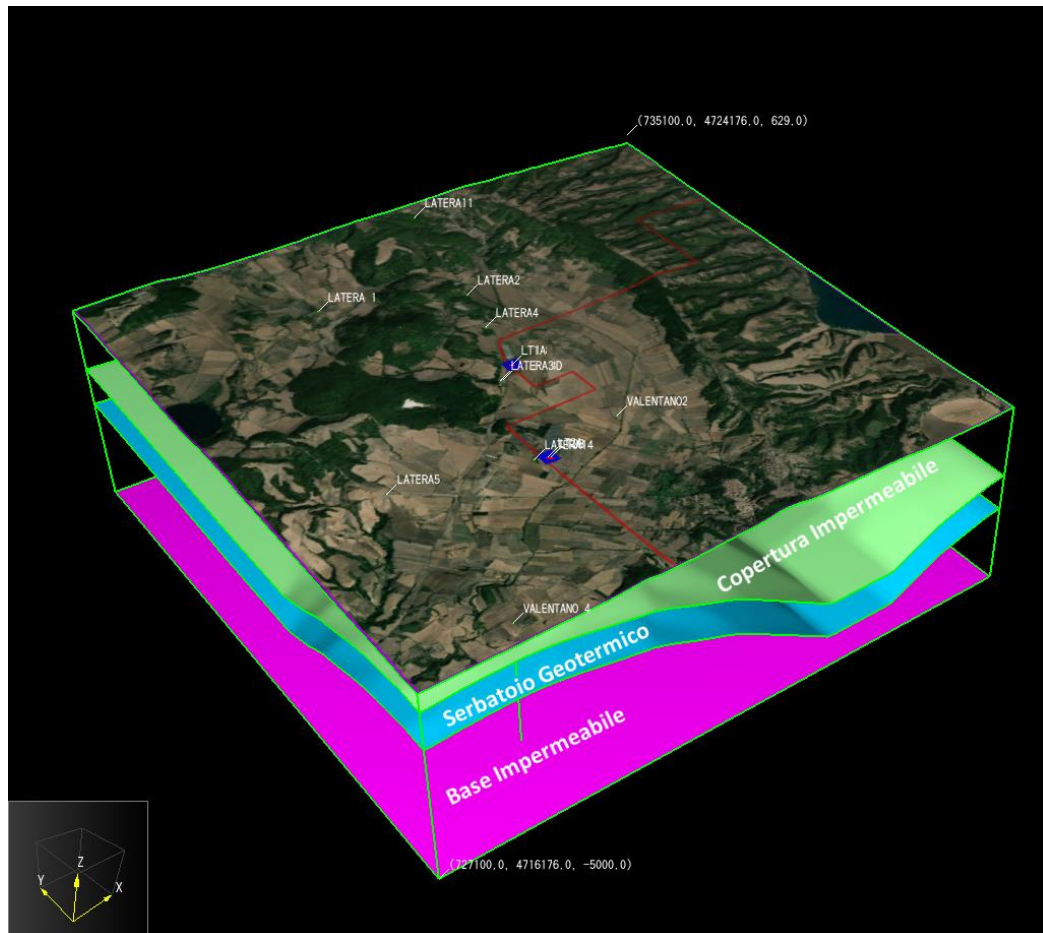 (735100.0, 4724176.0, 629.0)
LATERA11
LATERA2
LATERA 1
LATERA4
LT1A
LATERA3D
VALENTANO2
LATERA14
LATERA5
Copertura Impermeabile
VALENTANO 4
Serbatoio Geotermico
Base Impermeabile
(727100.0, 4716176.0, -5000.0)
Z
Y
X